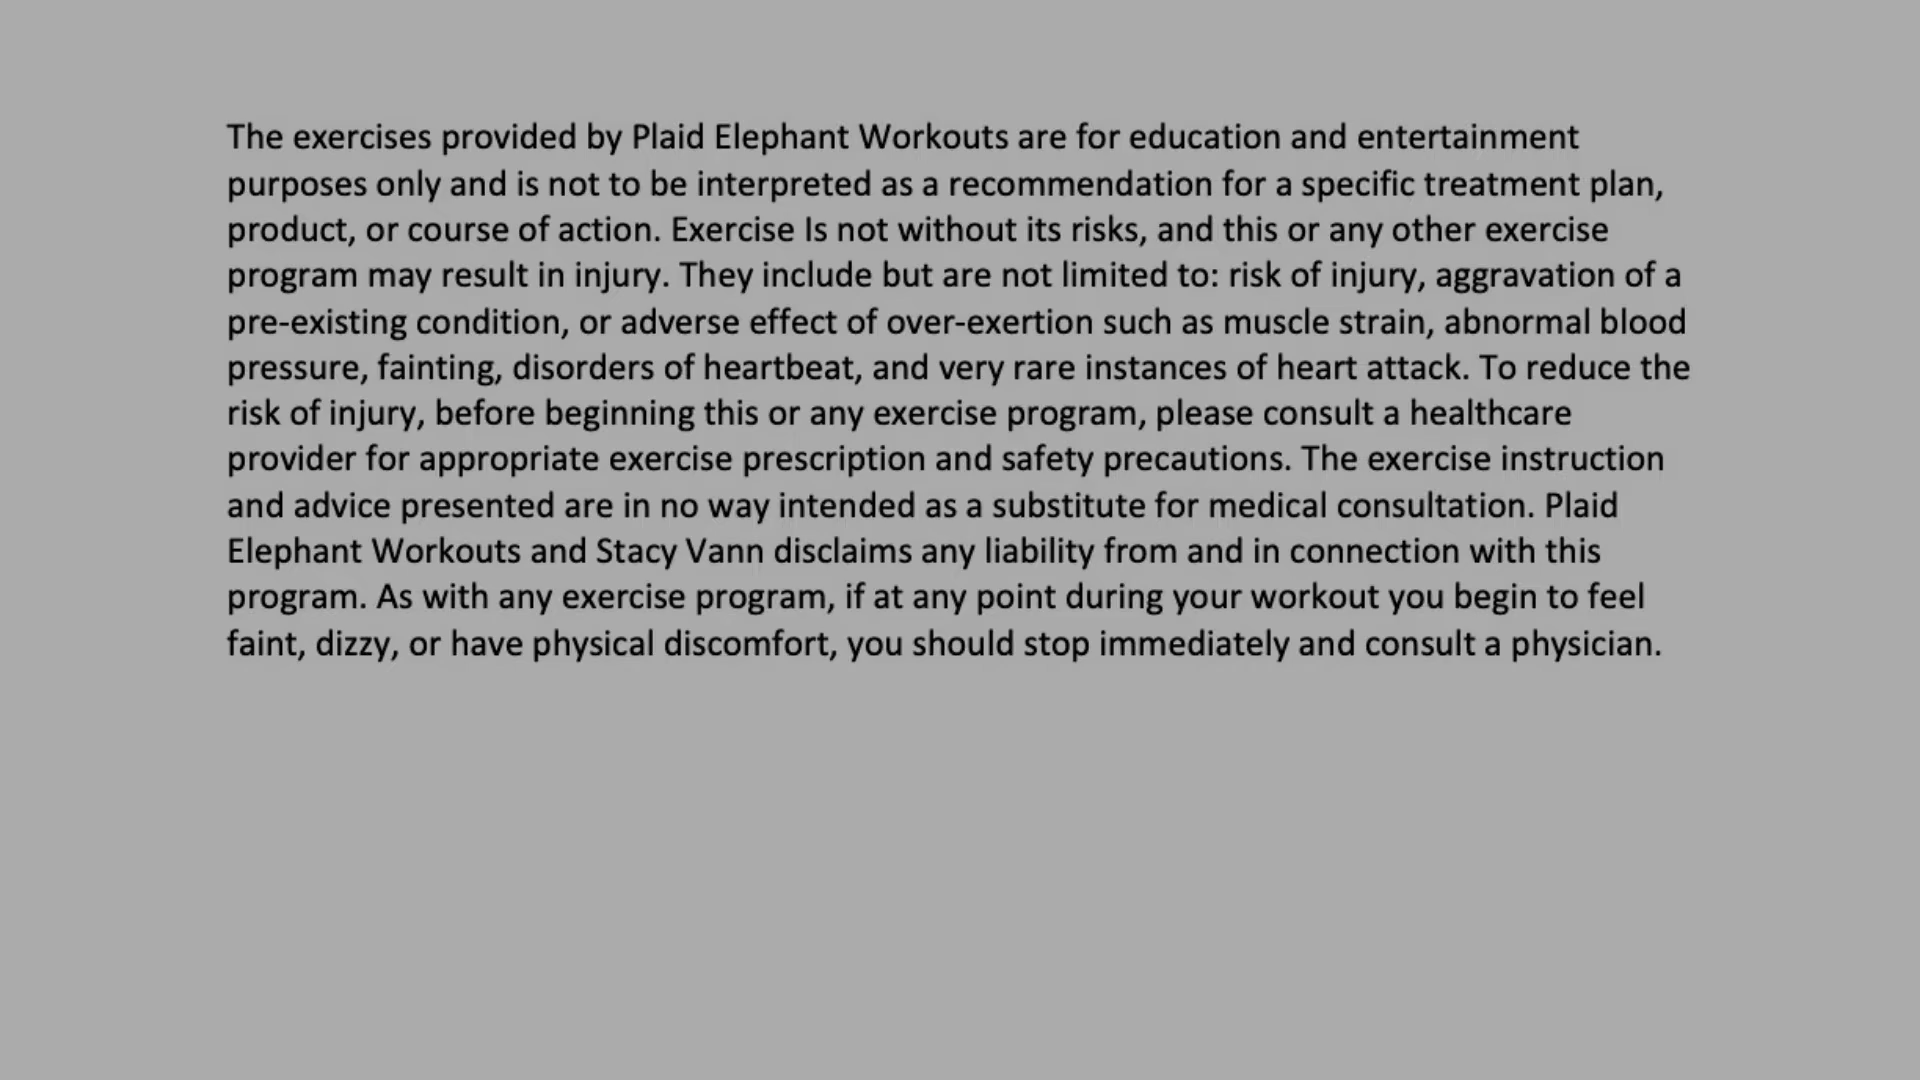 The exercises provided by Plaid Elephant Workouts are for education and entertainment
purposes only and is not to be interpreted as a recommendation for a specific treatment plan,
product, or course of action. Exercise Is not without its risks, and this or any other exercise
program may result in injury. They include but are not limited to: risk of injury, aggravation of a
pre-existing condition, or adverse effect of over-exertion such as muscle strain, abnormal blood
pressure, fainting, disorders of heartbeat, and very rare instances of heart attack. To reduce the
risk of injury, before beginning this or any exercise program, please consult a healthcare
provider for appropriate exercise prescription and safety precautions. The exercise instruction
and advice presented are in no way intended as a substitute for medical consultation. Plaid
Elephant Workouts and Stacy Vann disclaims any liability from and in connection with this
program. As with any exercise program, if at any point during your workout you begin to feel
faint, dizzy, or have physical discomfort, you should stop immediately and consult a physician.